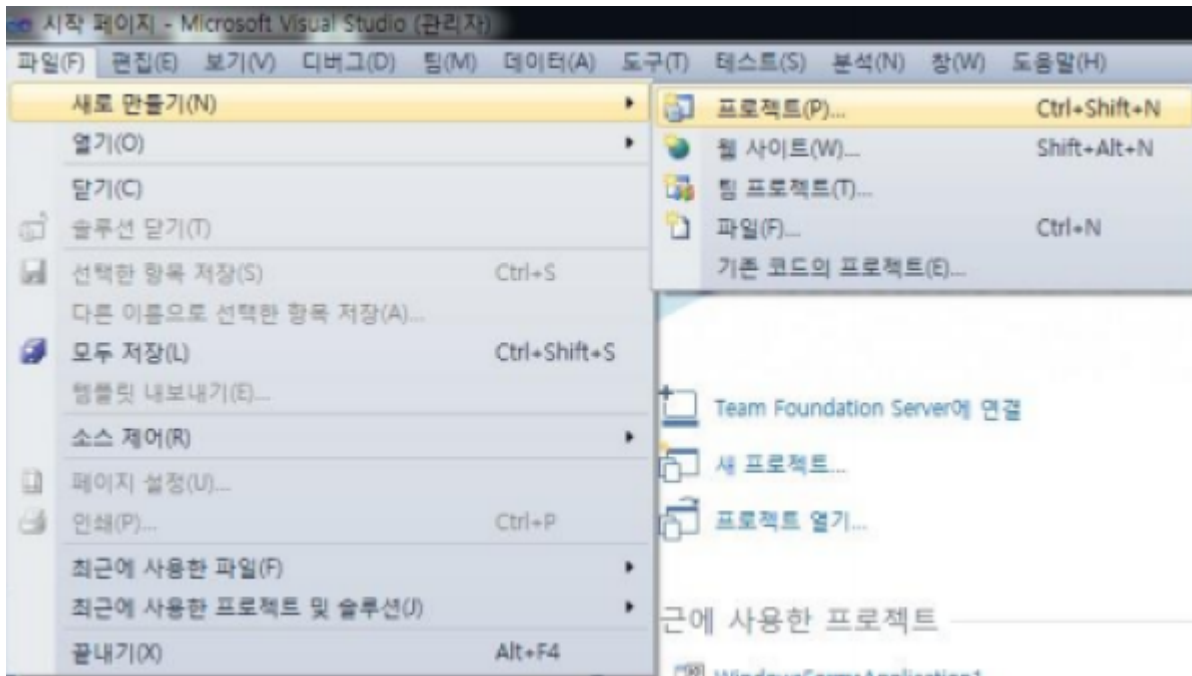 시작 페이지 - Microsoft Visual Studio (관리자)
파일(F) 편집(E) 보기(V) 디버그(D) 팀(M) 데이터(A) 도구(T) 테스트(S) 분석(N) 창(W) 도움말(H)
새로 만들기(N)
열기(O)
닫기(C)
솔루션 닫기(T)
선택한 항목 저장(S) Ctrl+S
다른 이름으로 선택한 항목 저장(A)...
모두 저장(L) Ctrl+Shift+S
템플릿 내보내기(E)...
소스 제어(R)
페이지 설정(U)...
인쇄(P)... Ctrl+P
최근에 사용한 파일(F)
최근에 사용한 프로젝트 및 솔루션(J)
끝내기(X) Alt+F4
프로젝트(P)... Ctrl+Shift+N
웹 사이트(W)... Shift+Alt+N
팀 프로젝트(T)...
파일(F)... Ctrl+N
기존 코드의 프로젝트(E)...
Team Foundation Server에 연결
새 프로젝트...
프로젝트 열기...
근에 사용한 프로젝트
WindowsFormsApplication1